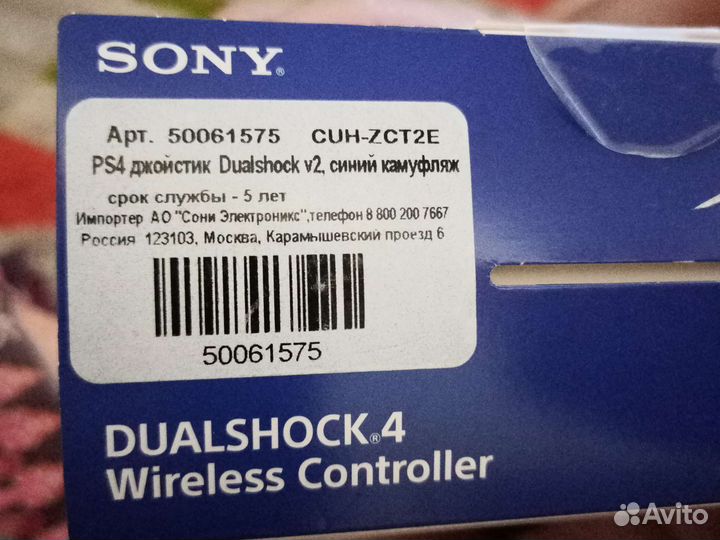 SONY®
Арт. 50061575 CUH-ZCT2E
PS4 джойстик Dualshock v2, синий камуфляж
срок службы - 5 лет
Импортер АО "Сони Электроникс",телефон 8 800 200 7667
Россия 123103, Москва, Карамышевский проезд 6
50061575
DUALSHOCK®4
Wireless Controller
Avito